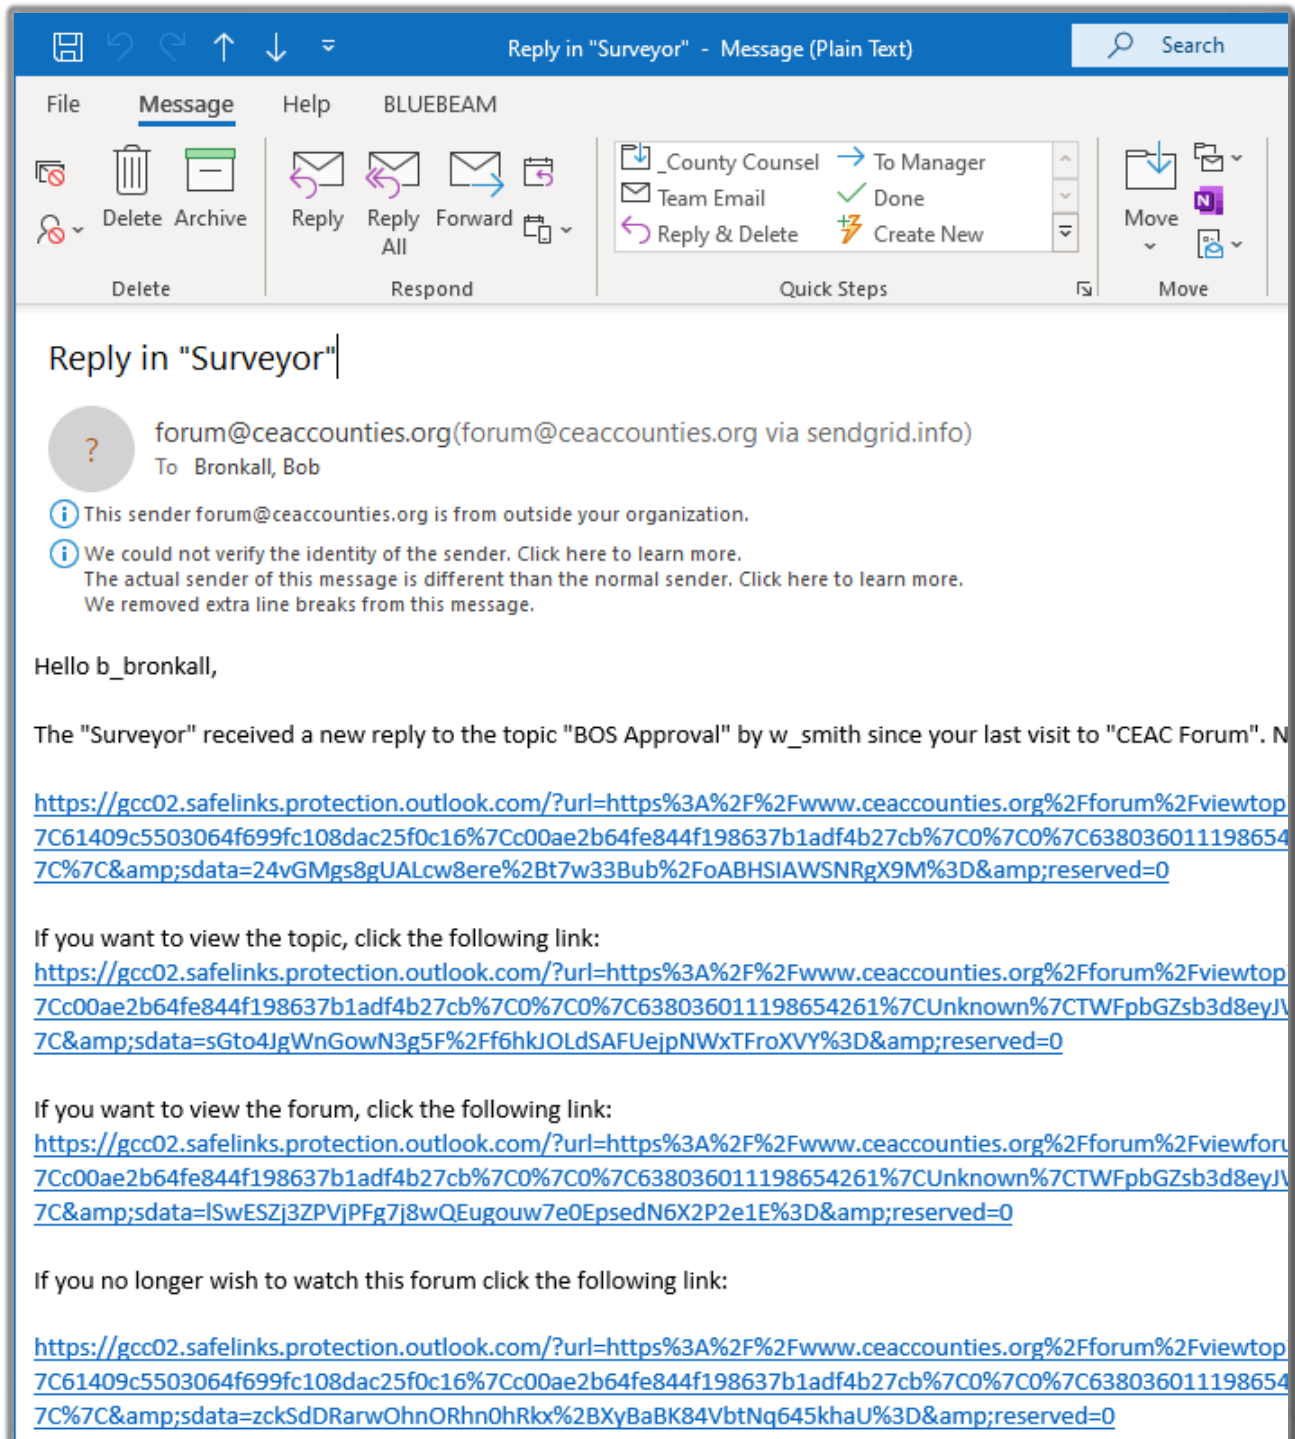 Reply in "Surveyor" - Message (Plain Text)
Search
File Message Help BLUEBEAM
_County Counsel To Manager
Team Email Done
Reply & Delete Create New
Delete Archive Reply Reply All Forward Move
Delete Respond Quick Steps Move
Reply in "Surveyor"
?
forum@ceaccounties.org(forum@ceaccounties.org via sendgrid.info)
To Bronkall, Bob
This sender forum@ceaccounties.org is from outside your organization.
We could not verify the identity of the sender. Click here to learn more.
The actual sender of this message is different than the normal sender. Click here to learn more.
We removed extra line breaks from this message.
Hello b_bronkall,
The "Surveyor" received a new reply to the topic "BOS Approval" by w_smith since your last visit to "CEAC Forum". N
https://gcc02.safelinks.protection.outlook.com/?url=https%3A%2F%2Fwww.ceaccounties.org%2Fforum%2Fviewtop
7C61409c5503064f699fc108dac25f0c16%7Cc00ae2b64fe844f198637b1adf4b27cb%7C0%7C0%7C638036011198654
7C%7C&amp;sdata=24vGMgs8gUALcw8ere%2Bt7w33Bub%2FoABHSIAWSNRgX9M%3D&amp;reserved=0
If you want to view the topic, click the following link:
https://gcc02.safelinks.protection.outlook.com/?url=https%3A%2F%2Fwww.ceaccounties.org%2Fforum%2Fviewtop
7Cc00ae2b64fe844f198637b1adf4b27cb%7C0%7C0%7C638036011198654261%7CUnknown%7CTWFpbGZsb3d8eyJV
7C&amp;sdata=sGto4JgWnGowN3g5F%2Ff6hkJOLdSAFUejpNWxTFroXVY%3D&amp;reserved=0
If you want to view the forum, click the following link:
https://gcc02.safelinks.protection.outlook.com/?url=https%3A%2F%2Fwww.ceaccounties.org%2Fforum%2Fviewforu
7Cc00ae2b64fe844f198637b1adf4b27cb%7C0%7C0%7C638036011198654261%7CUnknown%7CTWFpbGZsb3d8eyJV
7C&amp;sdata=lSwESZj3ZPVjPFg7j8wQEugouw7e0EpsedN6X2P2e1E%3D&amp;reserved=0
If you no longer wish to watch this forum click the following link:
https://gcc02.safelinks.protection.outlook.com/?url=https%3A%2F%2Fwww.ceaccounties.org%2Fforum%2Fviewtop
7C61409c5503064f699fc108dac25f0c16%7Cc00ae2b64fe844f198637b1adf4b27cb%7C0%7C0%7C638036011198654
7C%7C&amp;sdata=zckSdDRarwOhnORhn0hRkx%2BXyBaBK84VbtNq645khaU%3D&amp;reserved=0